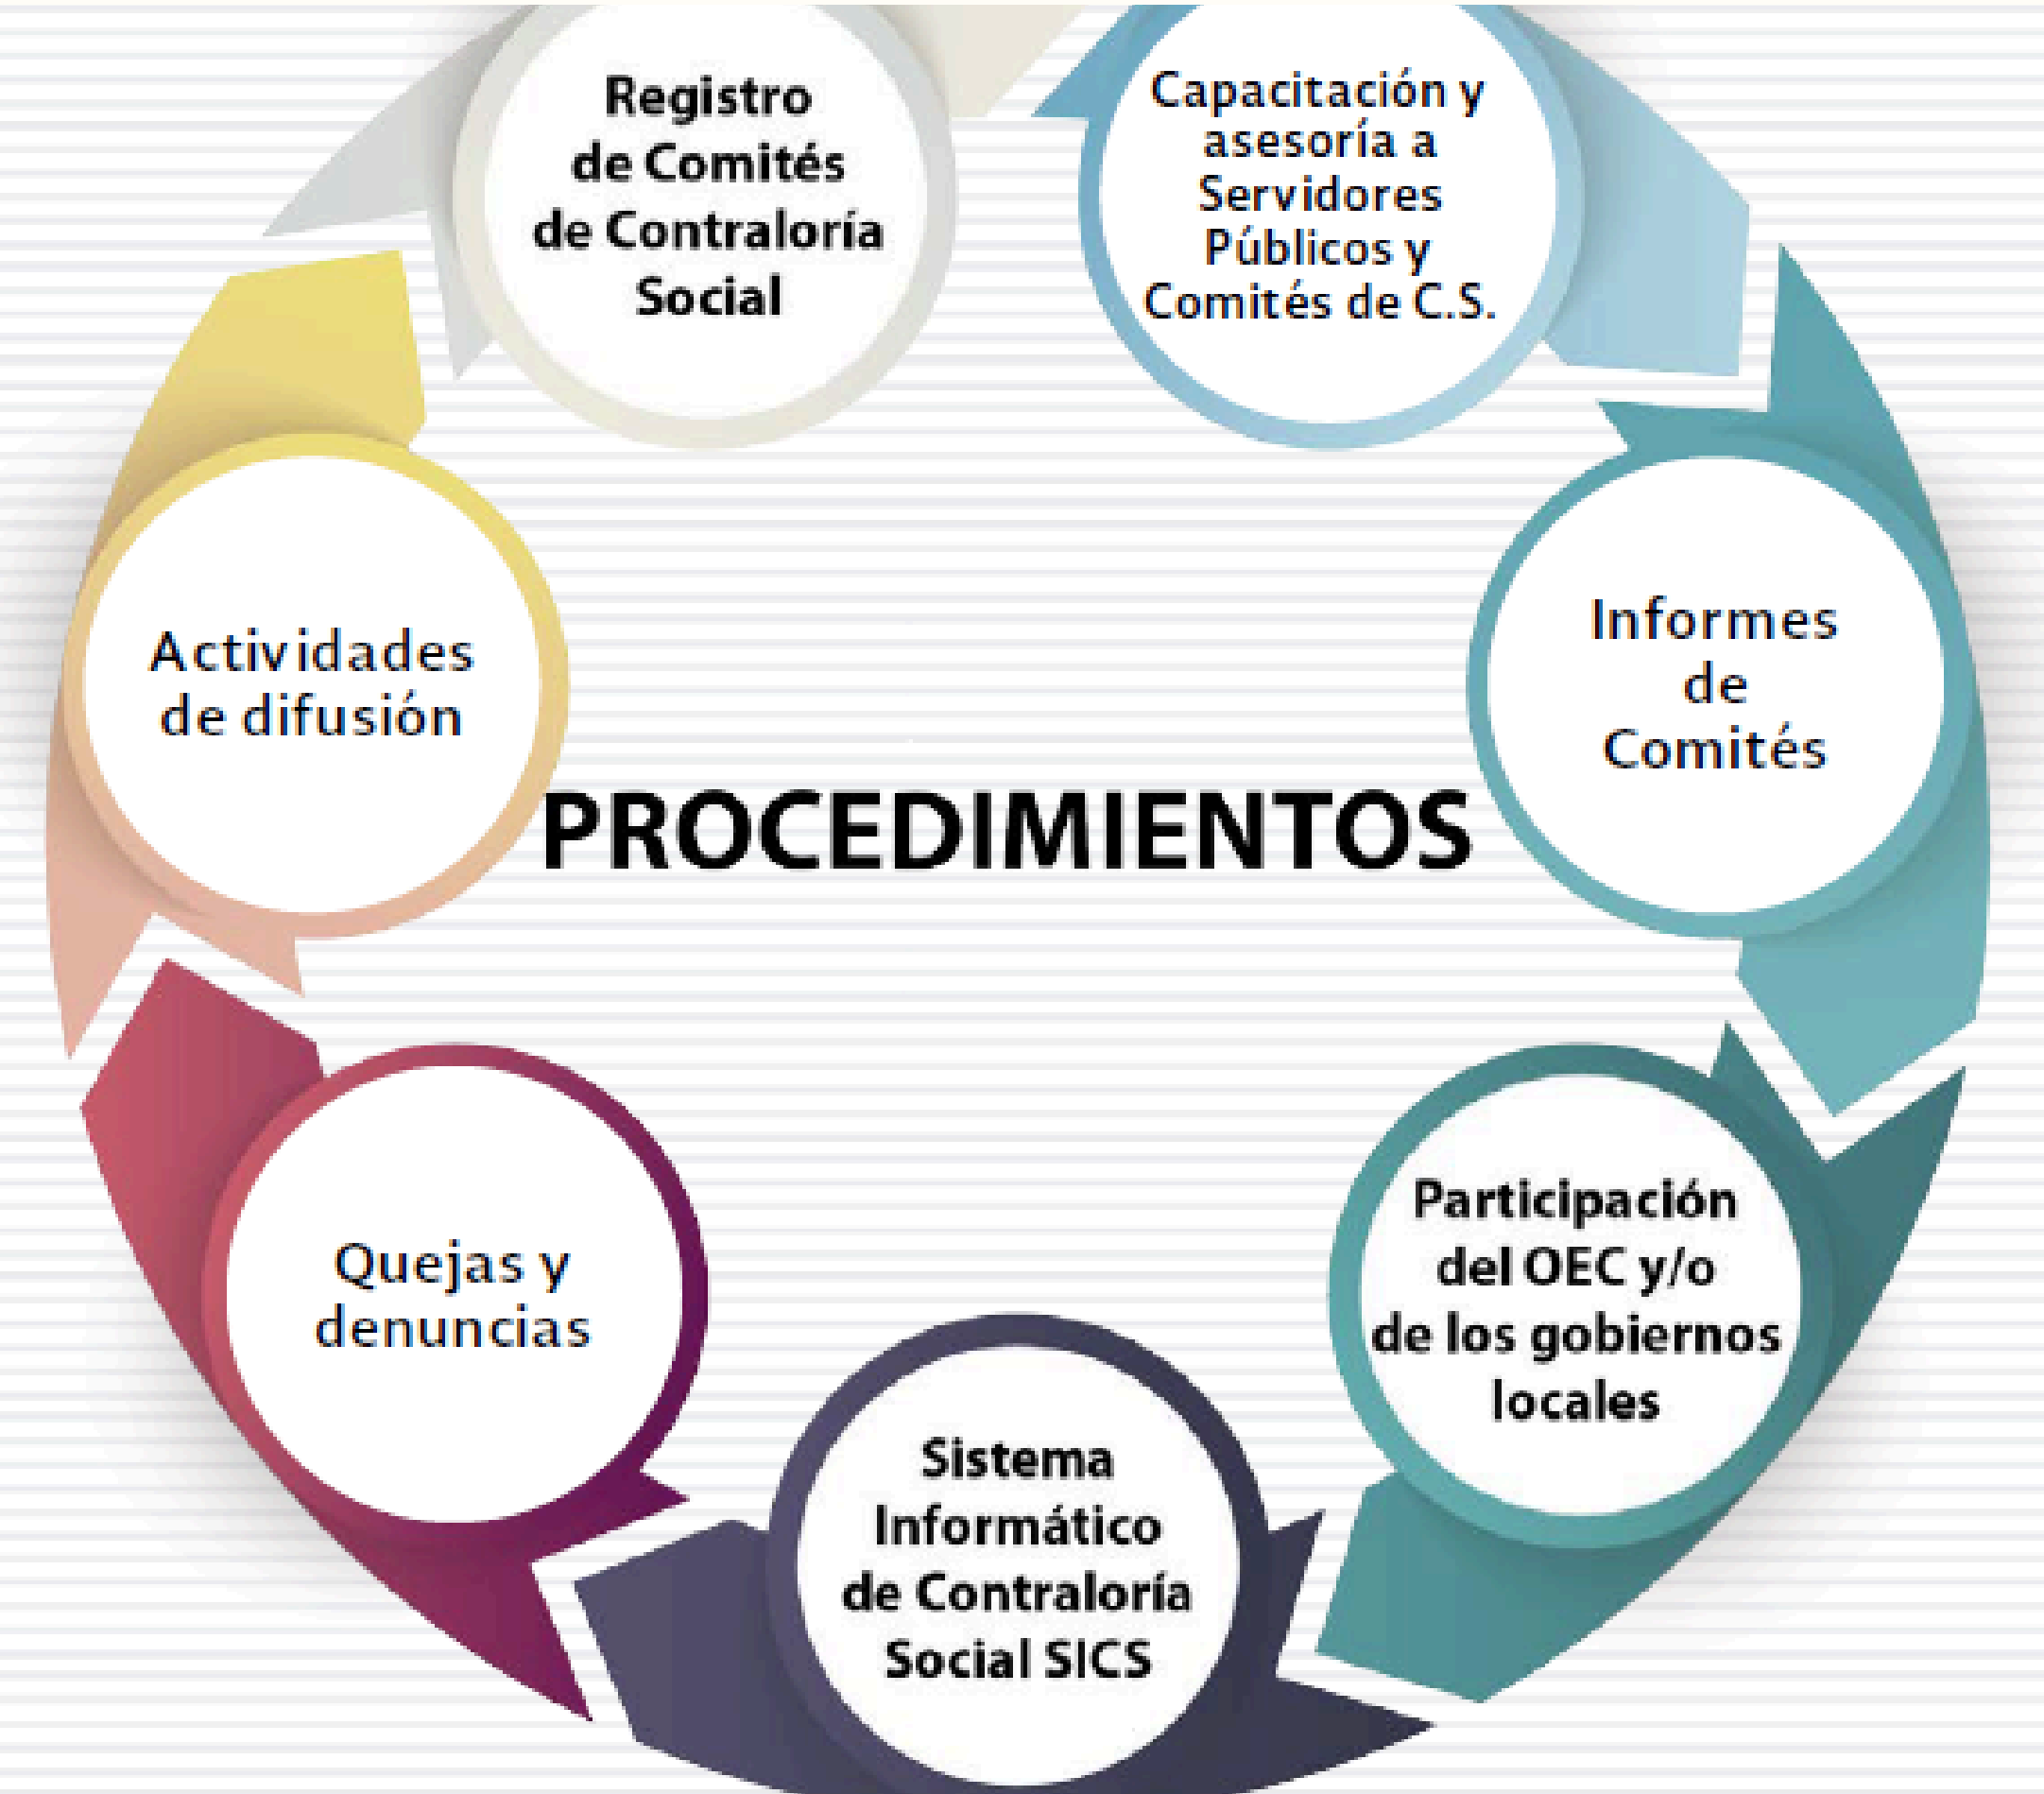 Registro
de Comités
de Contraloría
Social
Capacitación y
asesoría a
Servidores
Públicos y
Comités de C.S.
Actividades
de difusión
Informes
de
Comités
PROCEDIMIENTOS
Quejas y
denuncias
Participación
del OEC y/o
de los gobiernos
locales
Sistema
Informático
de Contraloría
Social SICS